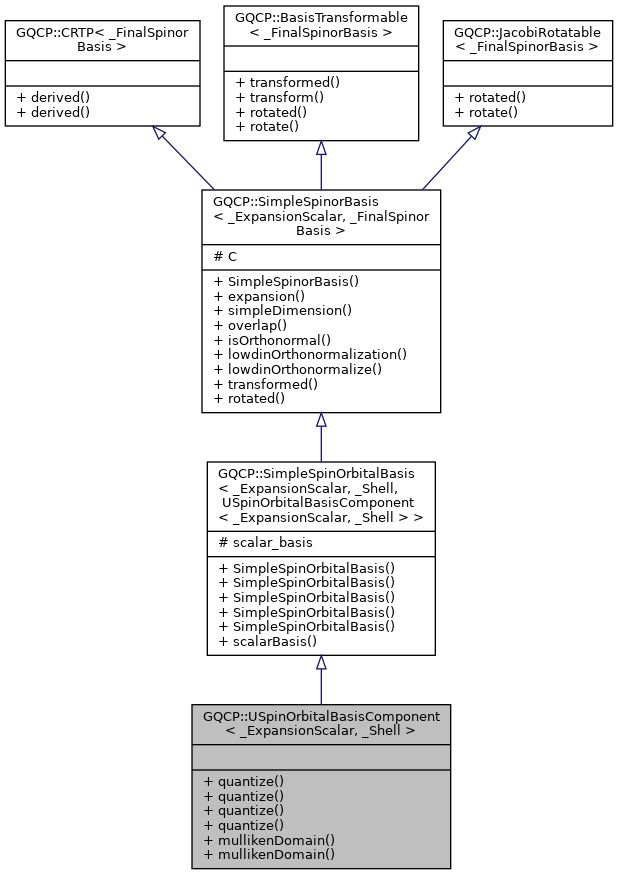 GQCP::CRTP< _FinalSpinor
Basis >
+ derived()
+ derived()
GQCP::BasisTransformable
< _FinalSpinorBasis >
+ transformed()
+ transform()
+ rotated()
+ rotate()
GQCP::JacobiRotatable
< _FinalSpinorBasis >
+ rotated()
+ rotate()
GQCP::SimpleSpinorBasis
< _ExpansionScalar, _FinalSpinor
Basis >
# C
+ SimpleSpinorBasis()
+ expansion()
+ simpleDimension()
+ overlap()
+ isOrthonormal()
+ lowdinOrthonormalization()
+ lowdinOrthonormalize()
+ transformed()
+ rotated()
GQCP::SimpleSpinOrbitalBasis
< _ExpansionScalar, _Shell,
USpinOrbitalBasisComponent
< _ExpansionScalar, _Shell > >
# scalar_basis
+ SimpleSpinOrbitalBasis()
+ SimpleSpinOrbitalBasis()
+ SimpleSpinOrbitalBasis()
+ SimpleSpinOrbitalBasis()
+ SimpleSpinOrbitalBasis()
+ scalarBasis()
GQCP::USpinOrbitalBasisComponent
< _ExpansionScalar, _Shell >
+ quantize()
+ quantize()
+ quantize()
+ quantize()
+ mullikenDomain()
+ mullikenDomain()